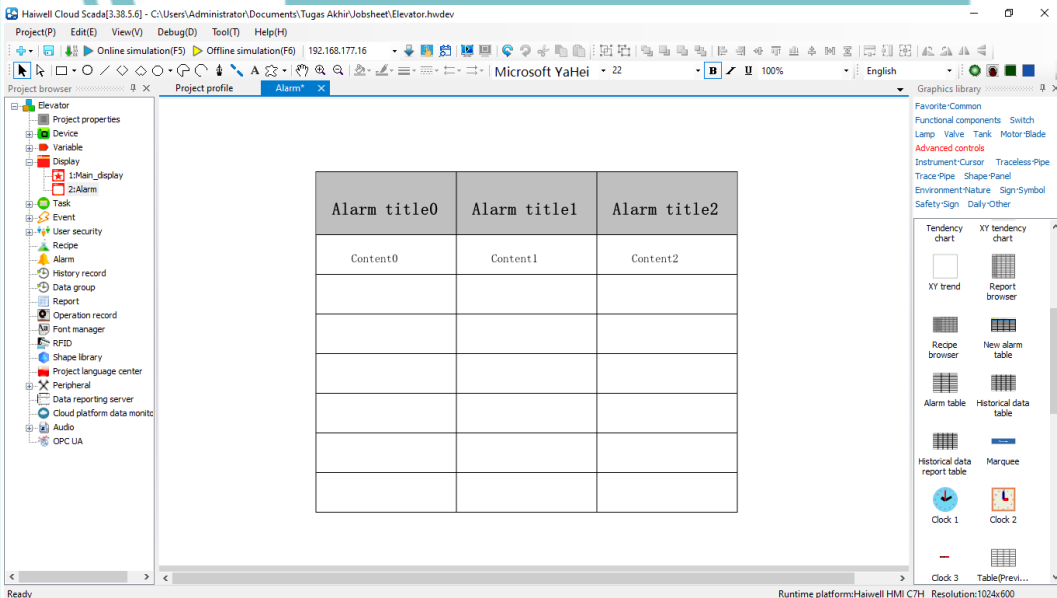 Haiwell Cloud Scada[3.38.5.6] - C:\Users\Administrator\Documents\Tugas Akhir\Jobsheet\Elevator.hwdev
Project(P) Edit(E) View(V) Debug(D) Tool(T) Help(H)
Online simulation(F5) Offline simulation(F6) 192.168.177.16
A Microsoft YaHei 22 B U 100% English
Project browser
Project profile Alarm*
Graphics library
Elevator
Project properties
Device
Variable
Display
1:Main_display
2:Alarm
Task
Event
User security
Recipe
Alarm
History record
Data group
Report
Operation record
Font manager
RFID
Shape library
Project language center
Peripheral
Data reporting server
Cloud platform data monito
Audio
OPC UA
Alarm title0 Alarm title1 Alarm title2
Content0 Content1 Content2
Favorite·Common
Functional components Switch
Lamp Valve Tank Motor·Blade
Advanced controls
Instrument·Cursor Traceless·Pipe
Trace·Pipe Shape·Panel
Environment·Nature Sign·Symbol
Safety·Sign Daily·Other
Tendency chart
XY tendency chart
XY trend
Report browser
Recipe browser
New alarm table
Alarm table
Historical data table
Historical data report table
Marquee
Clock 1
Clock 2
Clock 3
Table(Previ...
Ready
Runtime platform:Haiwell HMI C7H Resolution:1024x600